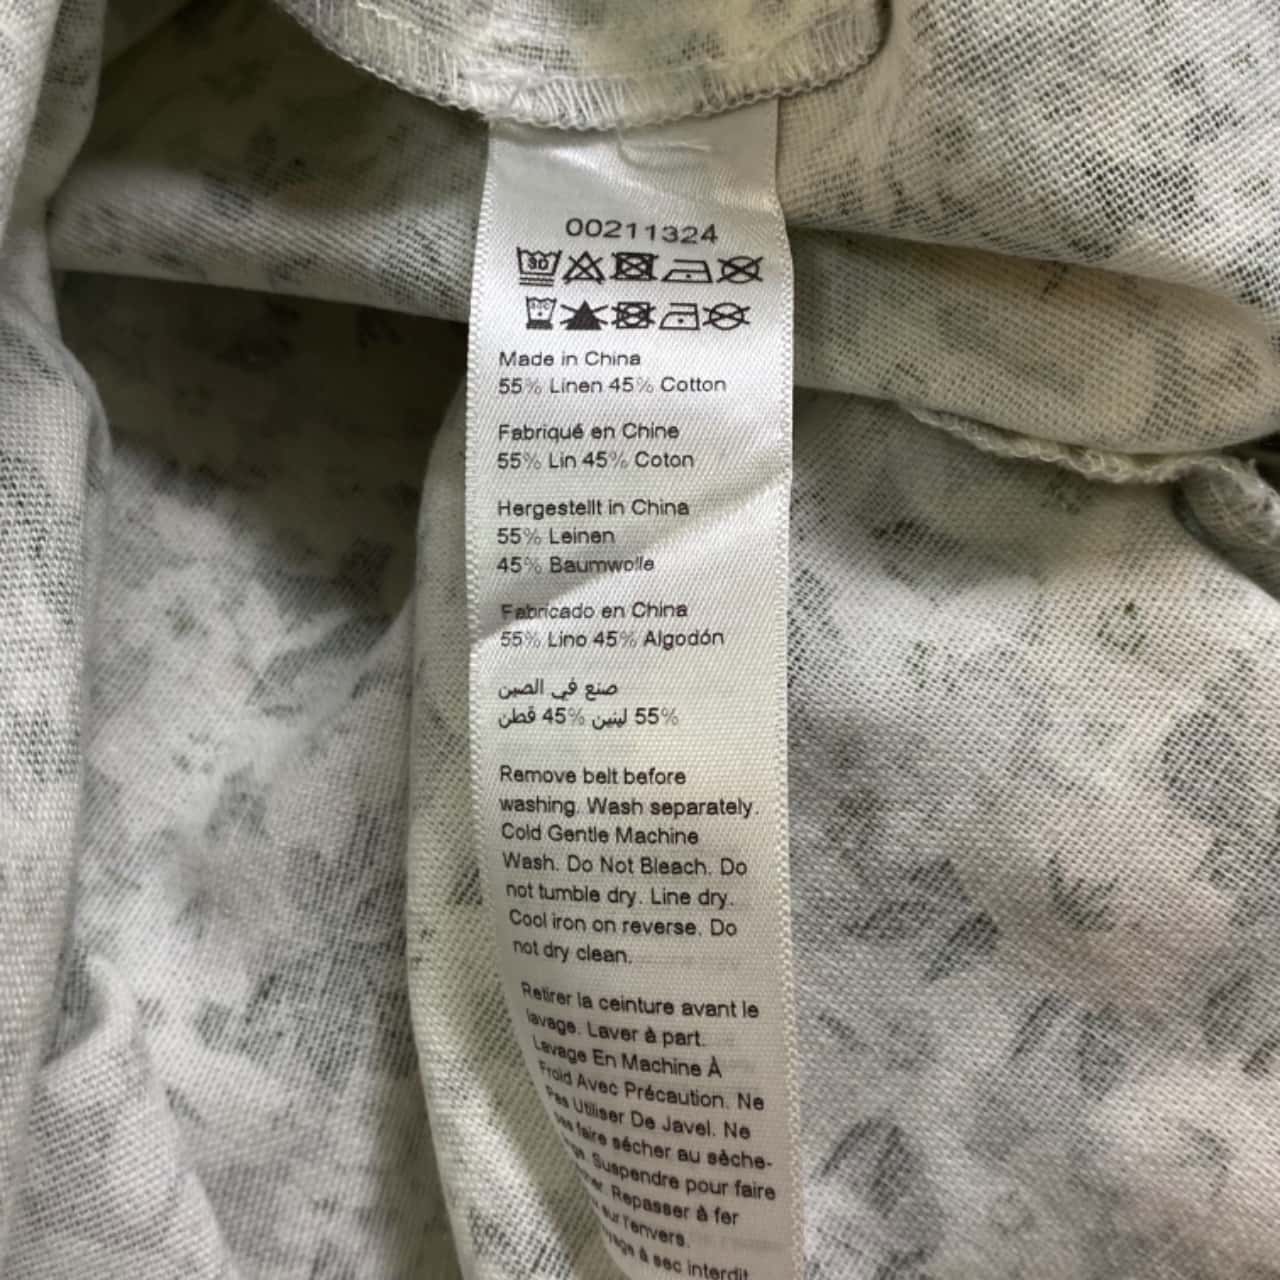 00211324
30
30C
Made in China
55% Linen 45% Cotton
Fabriqué en Chine
55% Lin 45% Coton
Hergestellt in China
55% Leinen
45% Baumwolle
Fabricado en China
55% Lino 45% Algodón
صنع في الصين
55% لينين 45% قطن
Remove belt before
washing. Wash separately.
Cold Gentle Machine
Wash. Do Not Bleach. Do
not tumble dry. Line dry.
Cool iron on reverse. Do
not dry clean.
Retirer la ceinture avant le
lavage. Laver à part.
Lavage En Machine À
Froid Avec Précaution. Ne
Pas Utiliser De Javel. Ne
pas faire sécher au sèche-
Suspendre pour faire
Repasser à fer
sur l'envers.
à sec interdit